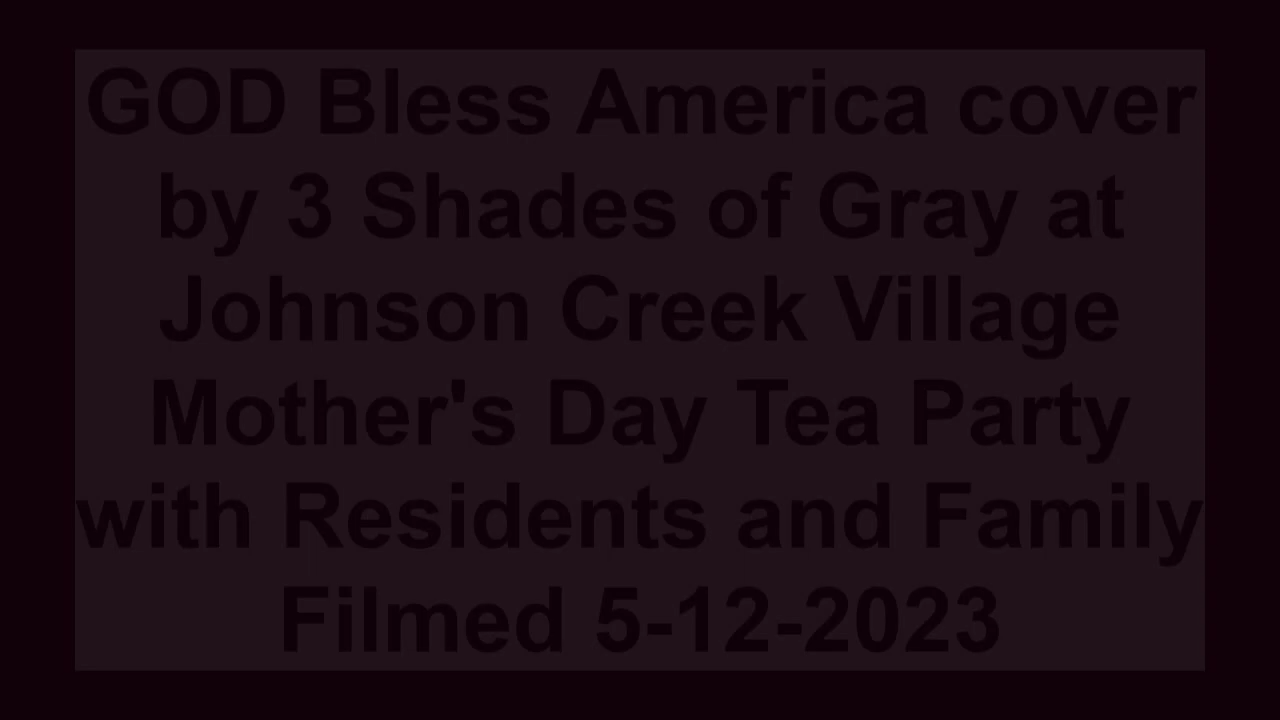 GOD Bless America cover
by 3 Shades of Gray at
Johnson Creek Village
Mother's Day Tea Party
with Residents and Family
Filmed 5-12-2023